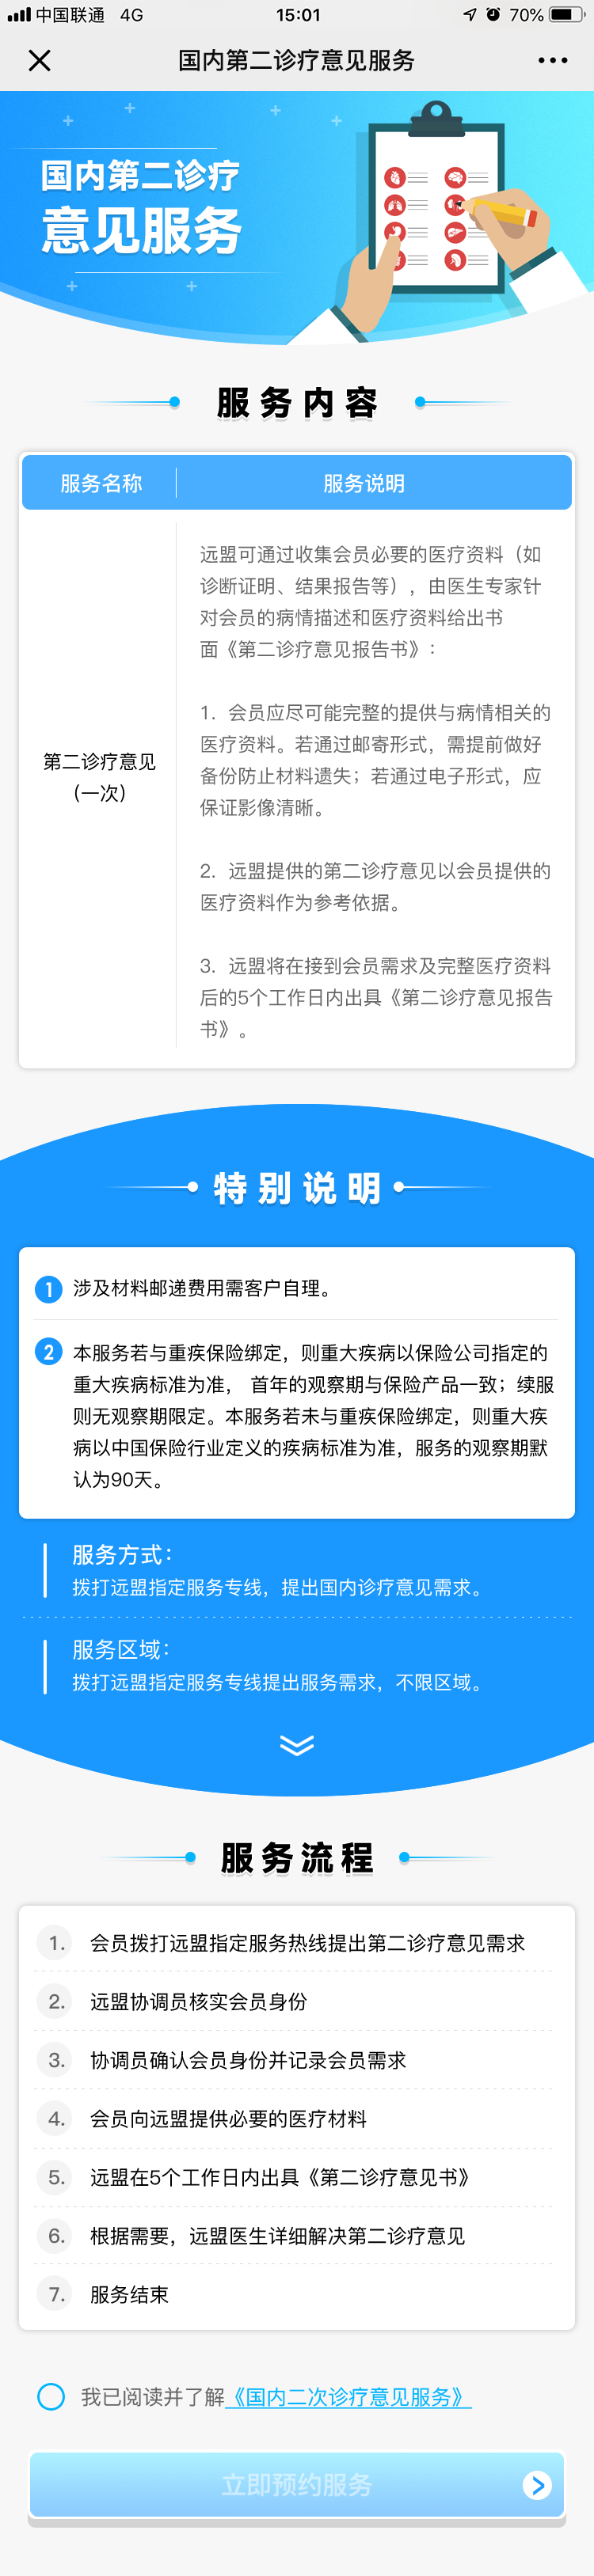 中国联通 4G 15:01 70%
国内第二诊疗意见服务
国内第二诊疗
意见服务
服务内容
服务名称 服务说明
远盟可通过收集会员必要的医疗资料（如
诊断证明、结果报告等），由医生专家针
对会员的病情描述和医疗资料给出书
面《第二诊疗意见报告书》：
1. 会员应尽可能完整的提供与病情相关的
医疗资料。若通过邮寄形式，需提前做好
备份防止材料遗失；若通过电子形式，应
保证影像清晰。
第二诊疗意见
（一次）
2. 远盟提供的第二诊疗意见以会员提供的
医疗资料作为参考依据。
3. 远盟将在接到会员需求及完整医疗资料
后的5个工作日内出具《第二诊疗意见报告
书》。
特别说明
1 涉及材料邮递费用需客户自理。
2 本服务若与重疾保险绑定，则重大疾病以保险公司指定的
重大疾病标准为准， 首年的观察期与保险产品一致；续服
则无观察期限定。本服务若未与重疾保险绑定，则重大疾
病以中国保险行业定义的疾病标准为准，服务的观察期默
认为90天。
服务方式：
拨打远盟指定服务专线，提出国内诊疗意见需求。
服务区域：
拨打远盟指定服务专线提出服务需求，不限区域。
服务流程
1. 会员拨打远盟指定服务热线提出第二诊疗意见需求
2. 远盟协调员核实会员身份
3. 协调员确认会员身份并记录会员需求
4. 会员向远盟提供必要的医疗材料
5. 远盟在5个工作日内出具《第二诊疗意见书》
6. 根据需要，远盟医生详细解决第二诊疗意见
7. 服务结束
我已阅读并了解《国内二次诊疗意见服务》
立即预约服务